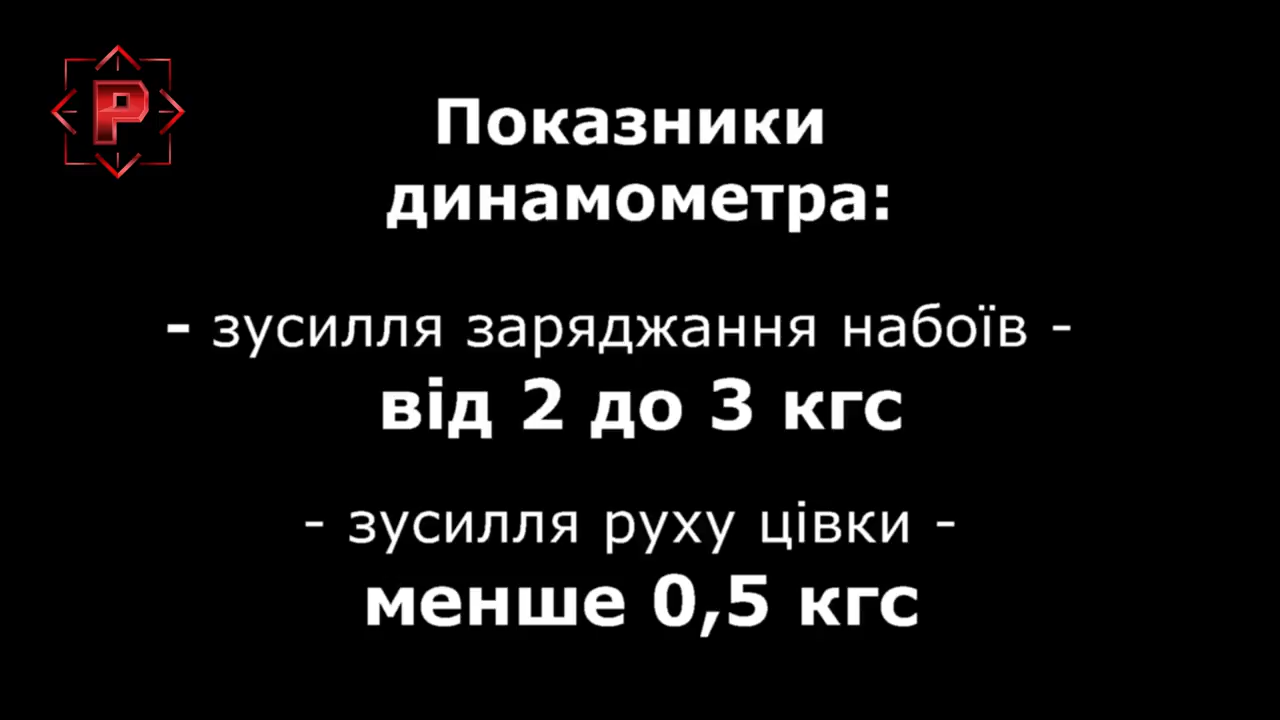 P
Показники
динамометра:
- зусилля заряджання набоїв -
від 2 до 3 кгс
- зусилля руху цівки -
менше 0,5 кгс